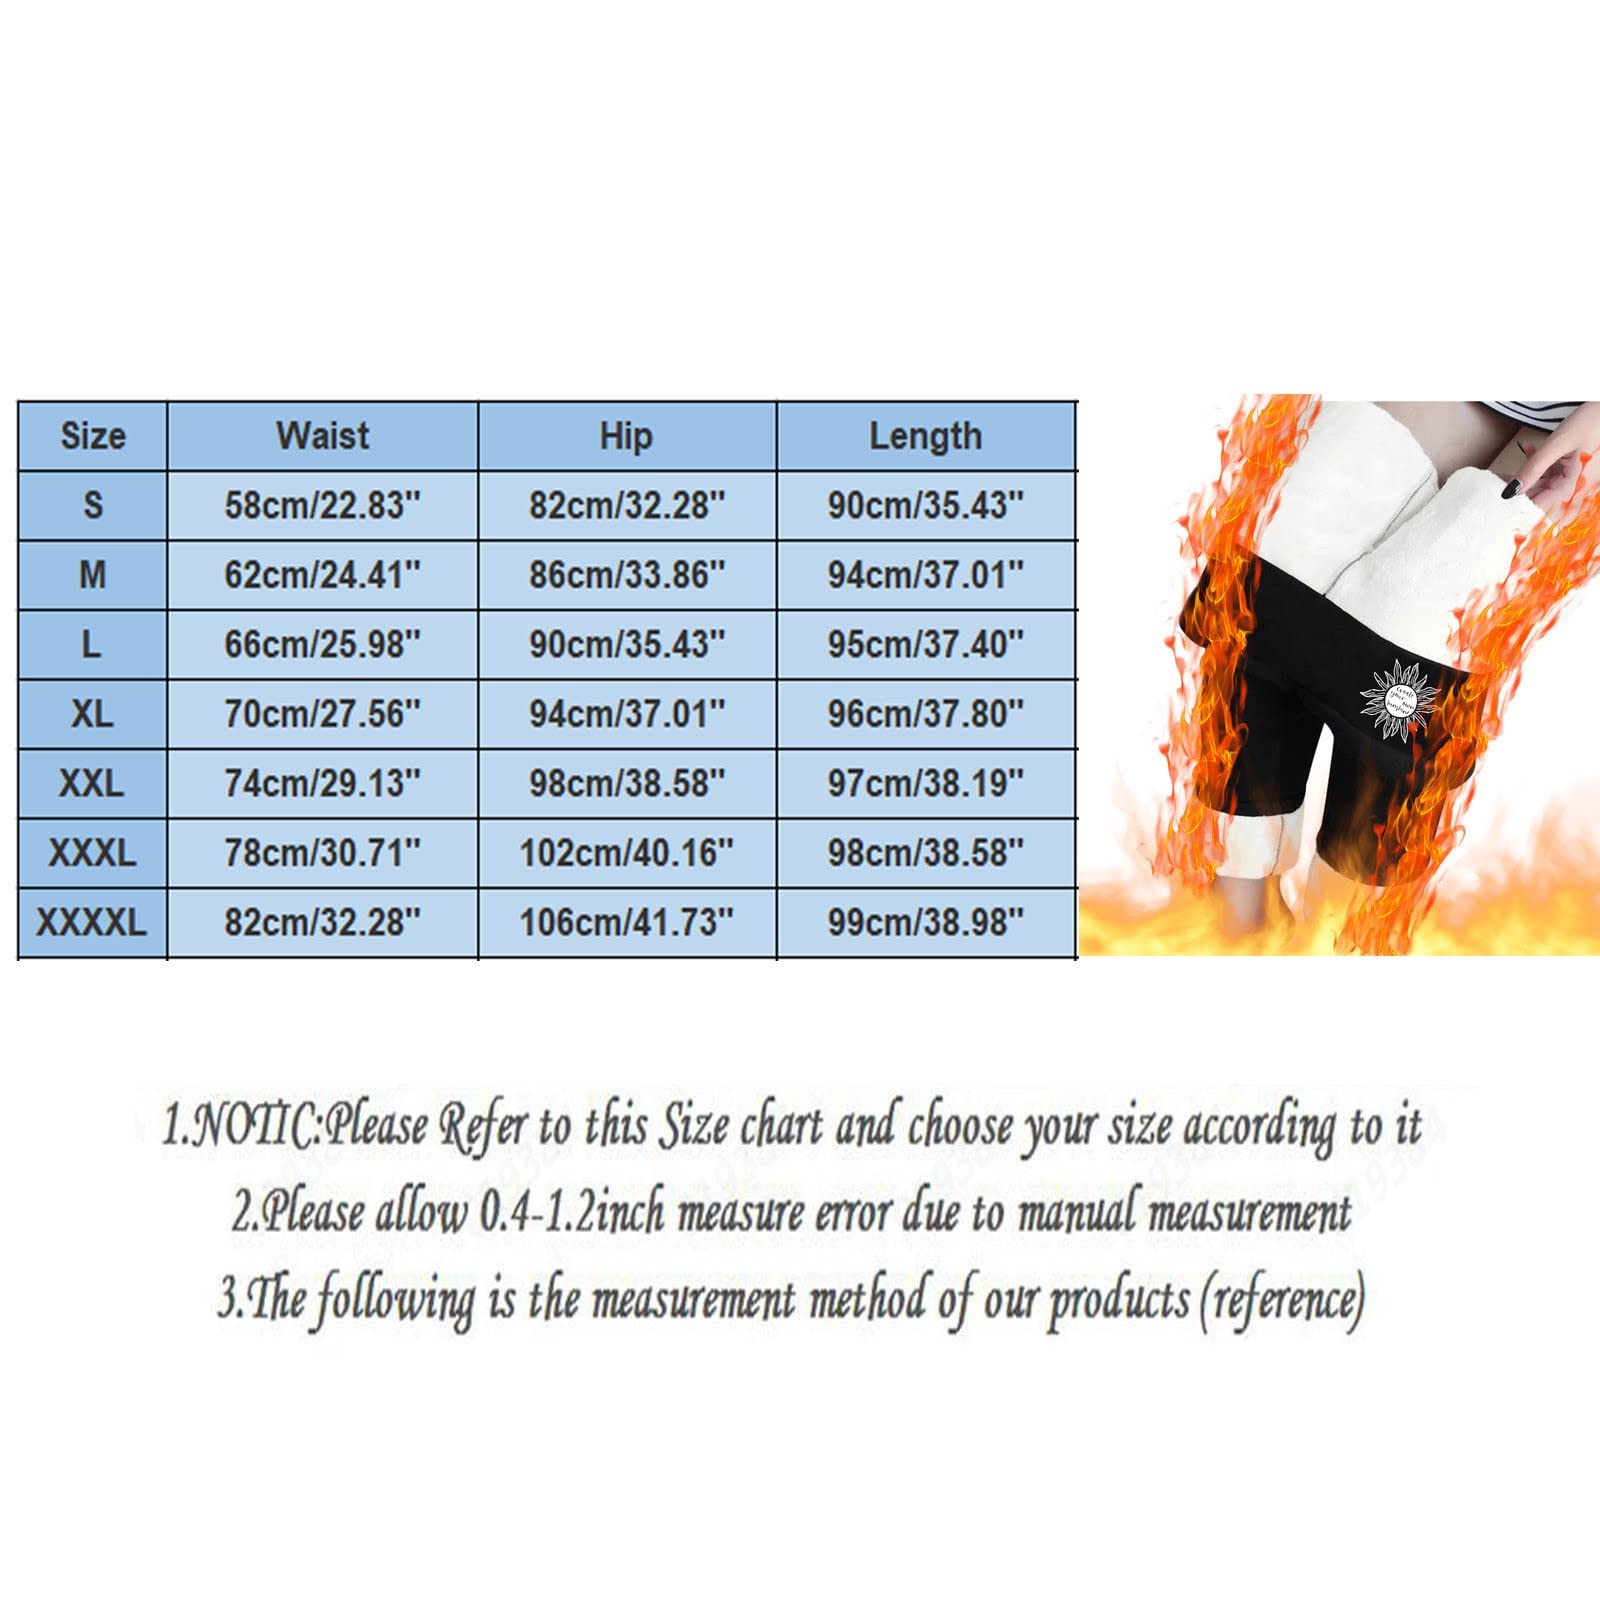 Size Waist Hip Length
S 58cm/22.83" 82cm/32.28" 90cm/35.43"
M 62cm/24.41" 86cm/33.86" 94cm/37.01"
L 66cm/25.98" 90cm/35.43" 95cm/37.40"
XL 70cm/27.56" 94cm/37.01" 96cm/37.80"
XXL 74cm/29.13" 98cm/38.58" 97cm/38.19"
XXXL 78cm/30.71" 102cm/40.16" 98cm/38.58"
XXXXL 82cm/32.28" 106cm/41.73" 99cm/38.98"
Create
your own
sunshine
1.NOTIC:Please Refer to this Size chart and choose your size according to it
2.Please allow 0.4-1.2inch measure error due to manual measurement
3.The following is the measurement method of our products (reference)